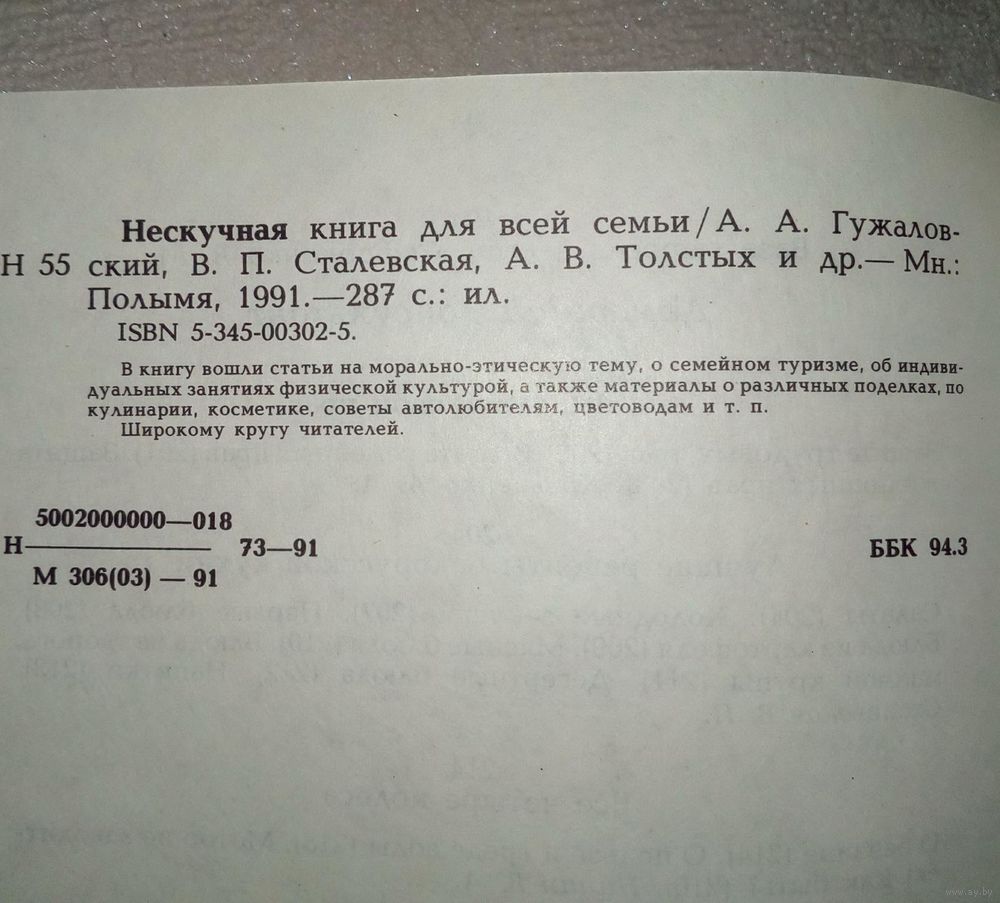 Нескучная книга для всей семьи/А. А. Гужалов-
Н 55 ский, В. П. Сталевская, А. В. Толстых и др.— Мн.:
Полымя, 1991.—287 с.: ил.
ISBN 5-345-00302-5.
В книгу вошли статьи на морально-этическую тему, о семейном туризме, об индиви-
дуальных занятиях физической культурой, а также материалы о различных поделках, по
кулинарии, косметике, советы автолюбителям, цветоводам и т. п.
Широкому кругу читателей.
5002000000—018
Н 73—91
М 306(03) — 91
ББК 94.3
www.ay.by